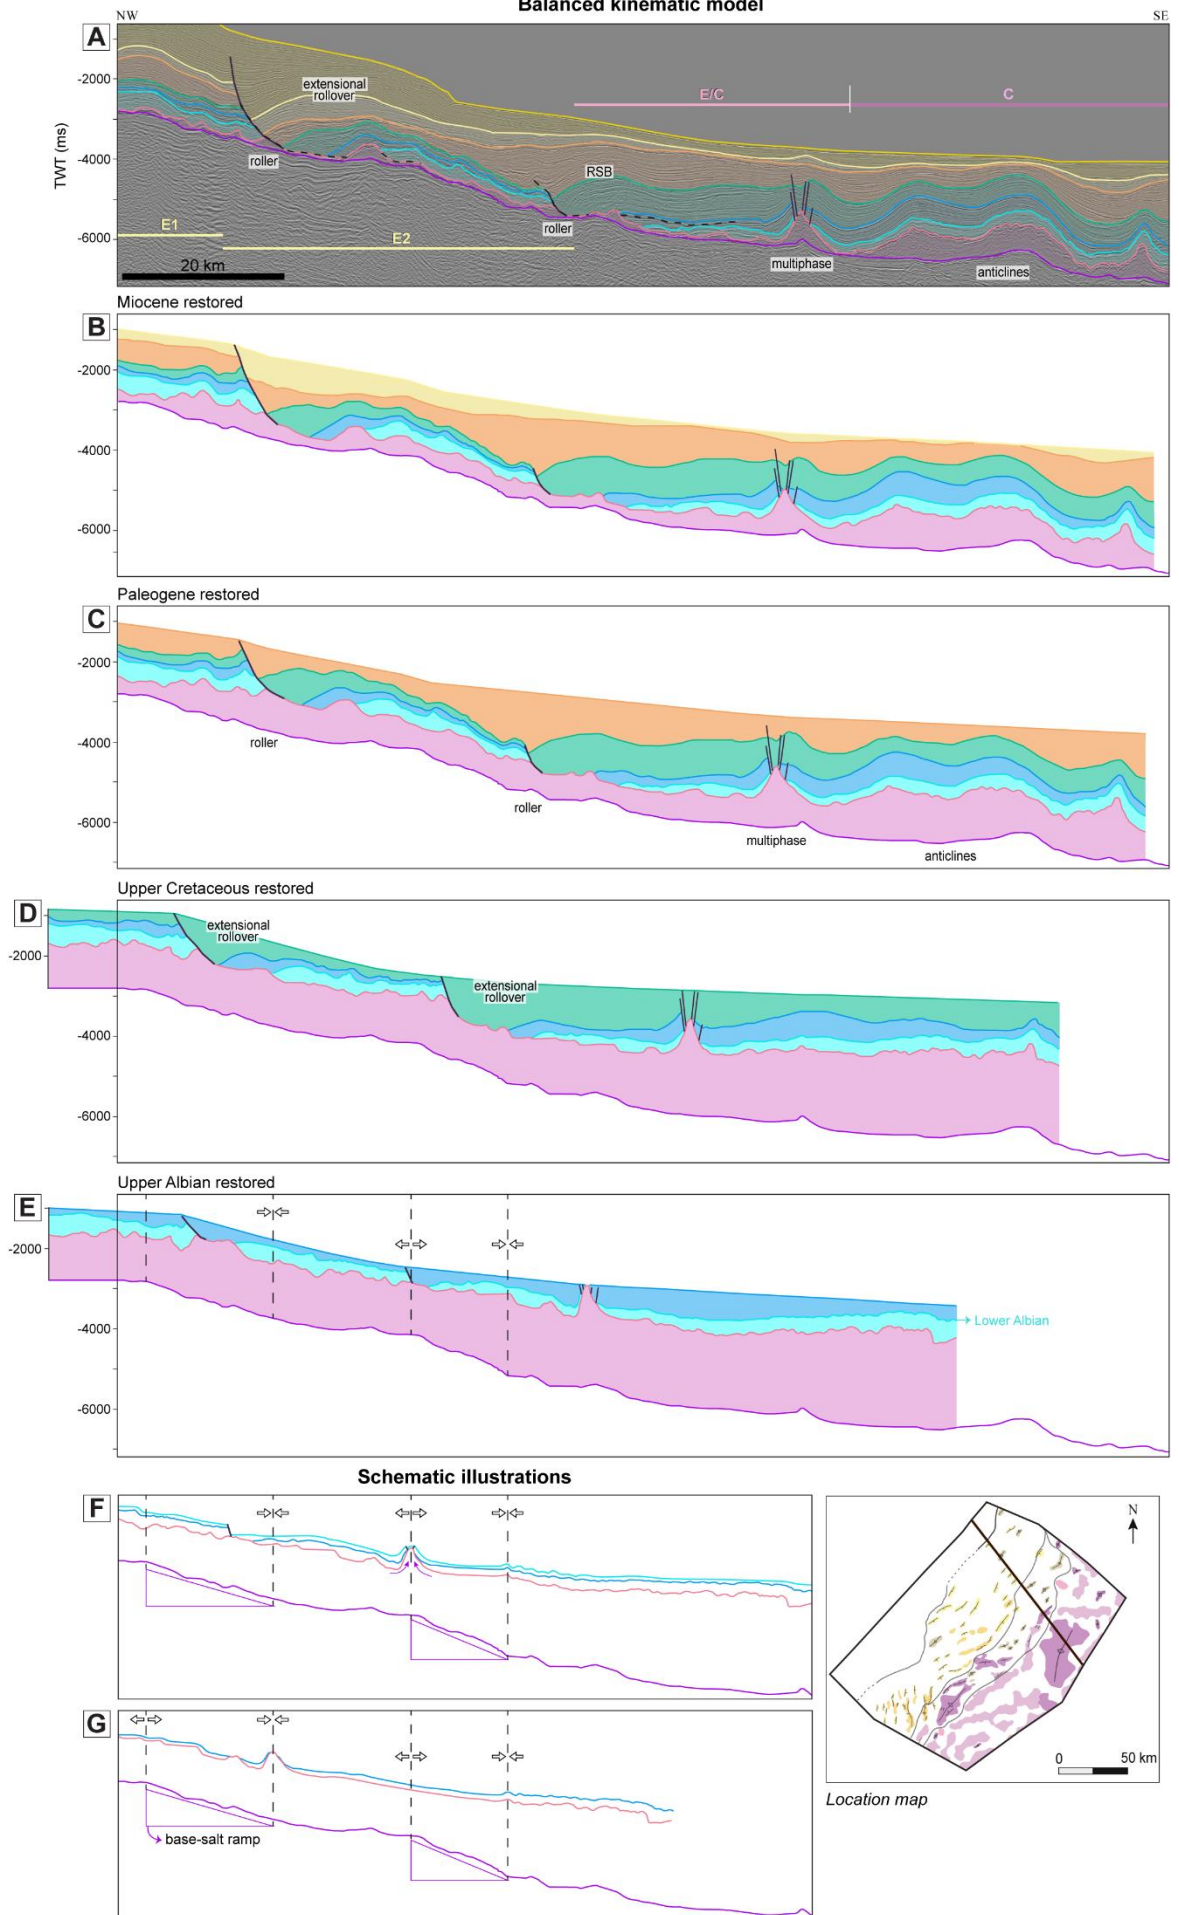 Balanced kinematic model
NW
SE
A
TWT (ms)
-2000
-4000
-6000
extensional
rollover
E/C
C
roller
RSB
roller
E1
E2
20 km
multiphase
anticlines
Miocene restored
B
-2000
-4000
-6000
Paleogene restored
C
-2000
-4000
-6000
roller
roller
multiphase
anticlines
Upper Cretaceous restored
D
-2000
-4000
-6000
extensional
rollover
extensional
rollover
Upper Albian restored
E
-2000
-4000
-6000
Lower Albian
Schematic illustrations
F
G
base-salt ramp
N
0 50 km
Location map